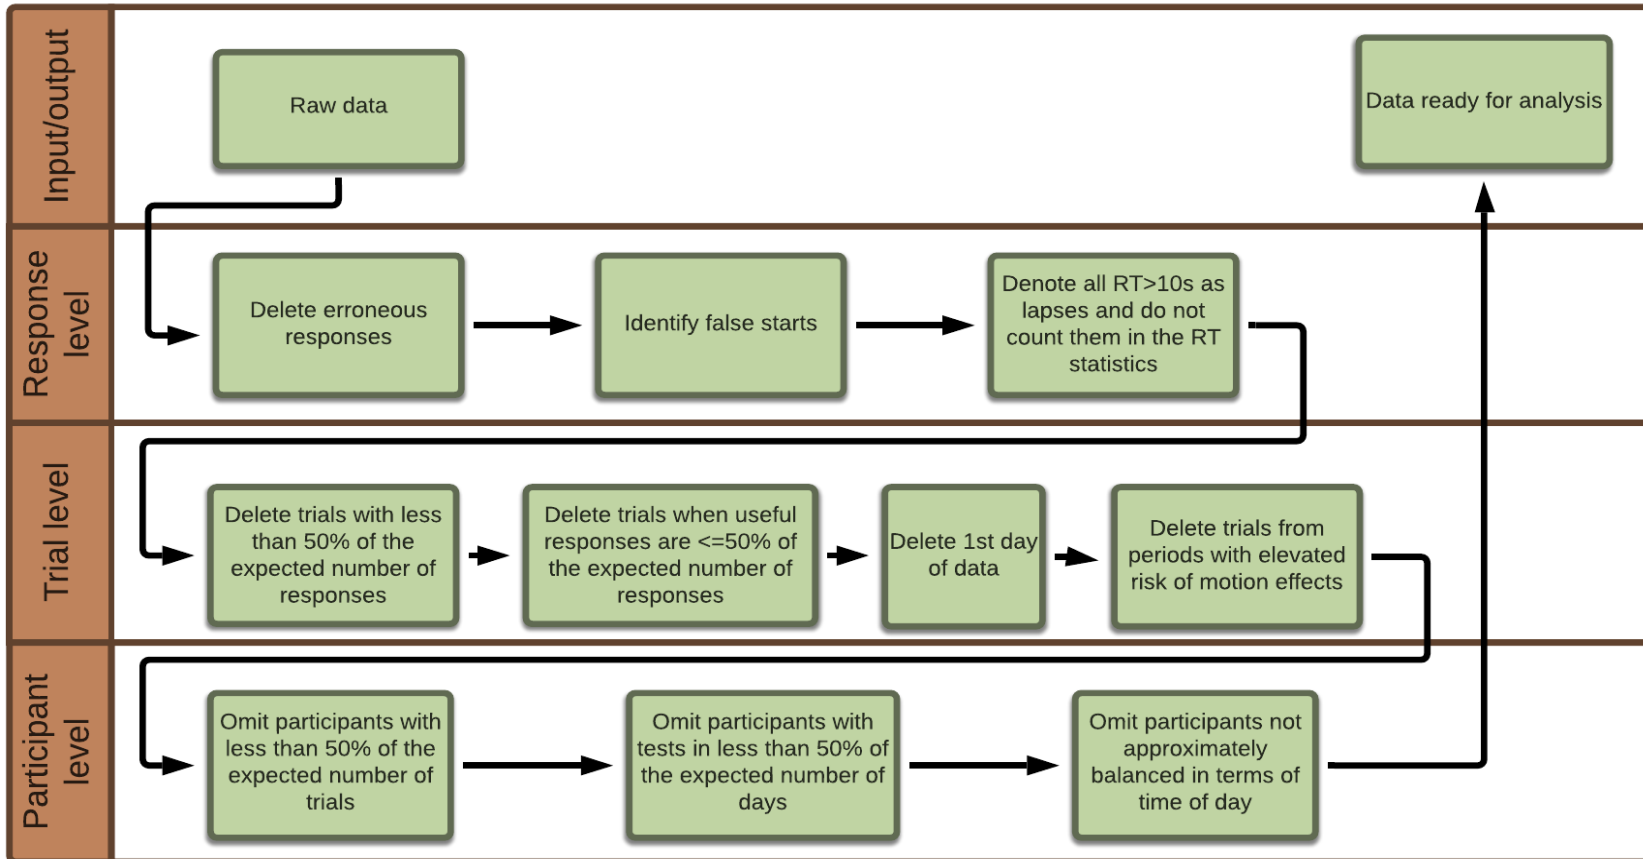 Input/output
Raw data
Data ready for analysis
Response
level
Delete erroneous
responses
Identify false starts
Denote all RT>10s as
lapses and do not
count them in the RT
statistics
Trial level
Delete trials with less
than 50% of the
expected number of
responses
Delete trials when useful
responses are <=50% of
the expected number of
responses
Delete 1st day
of data
Delete trials from
periods with elevated
risk of motion effects
Participant
level
Omit participants with
less than 50% of the
expected number of
trials
Omit participants with
tests in less than 50% of
the expected number of
days
Omit participants not
approximately
balanced in terms of
time of day